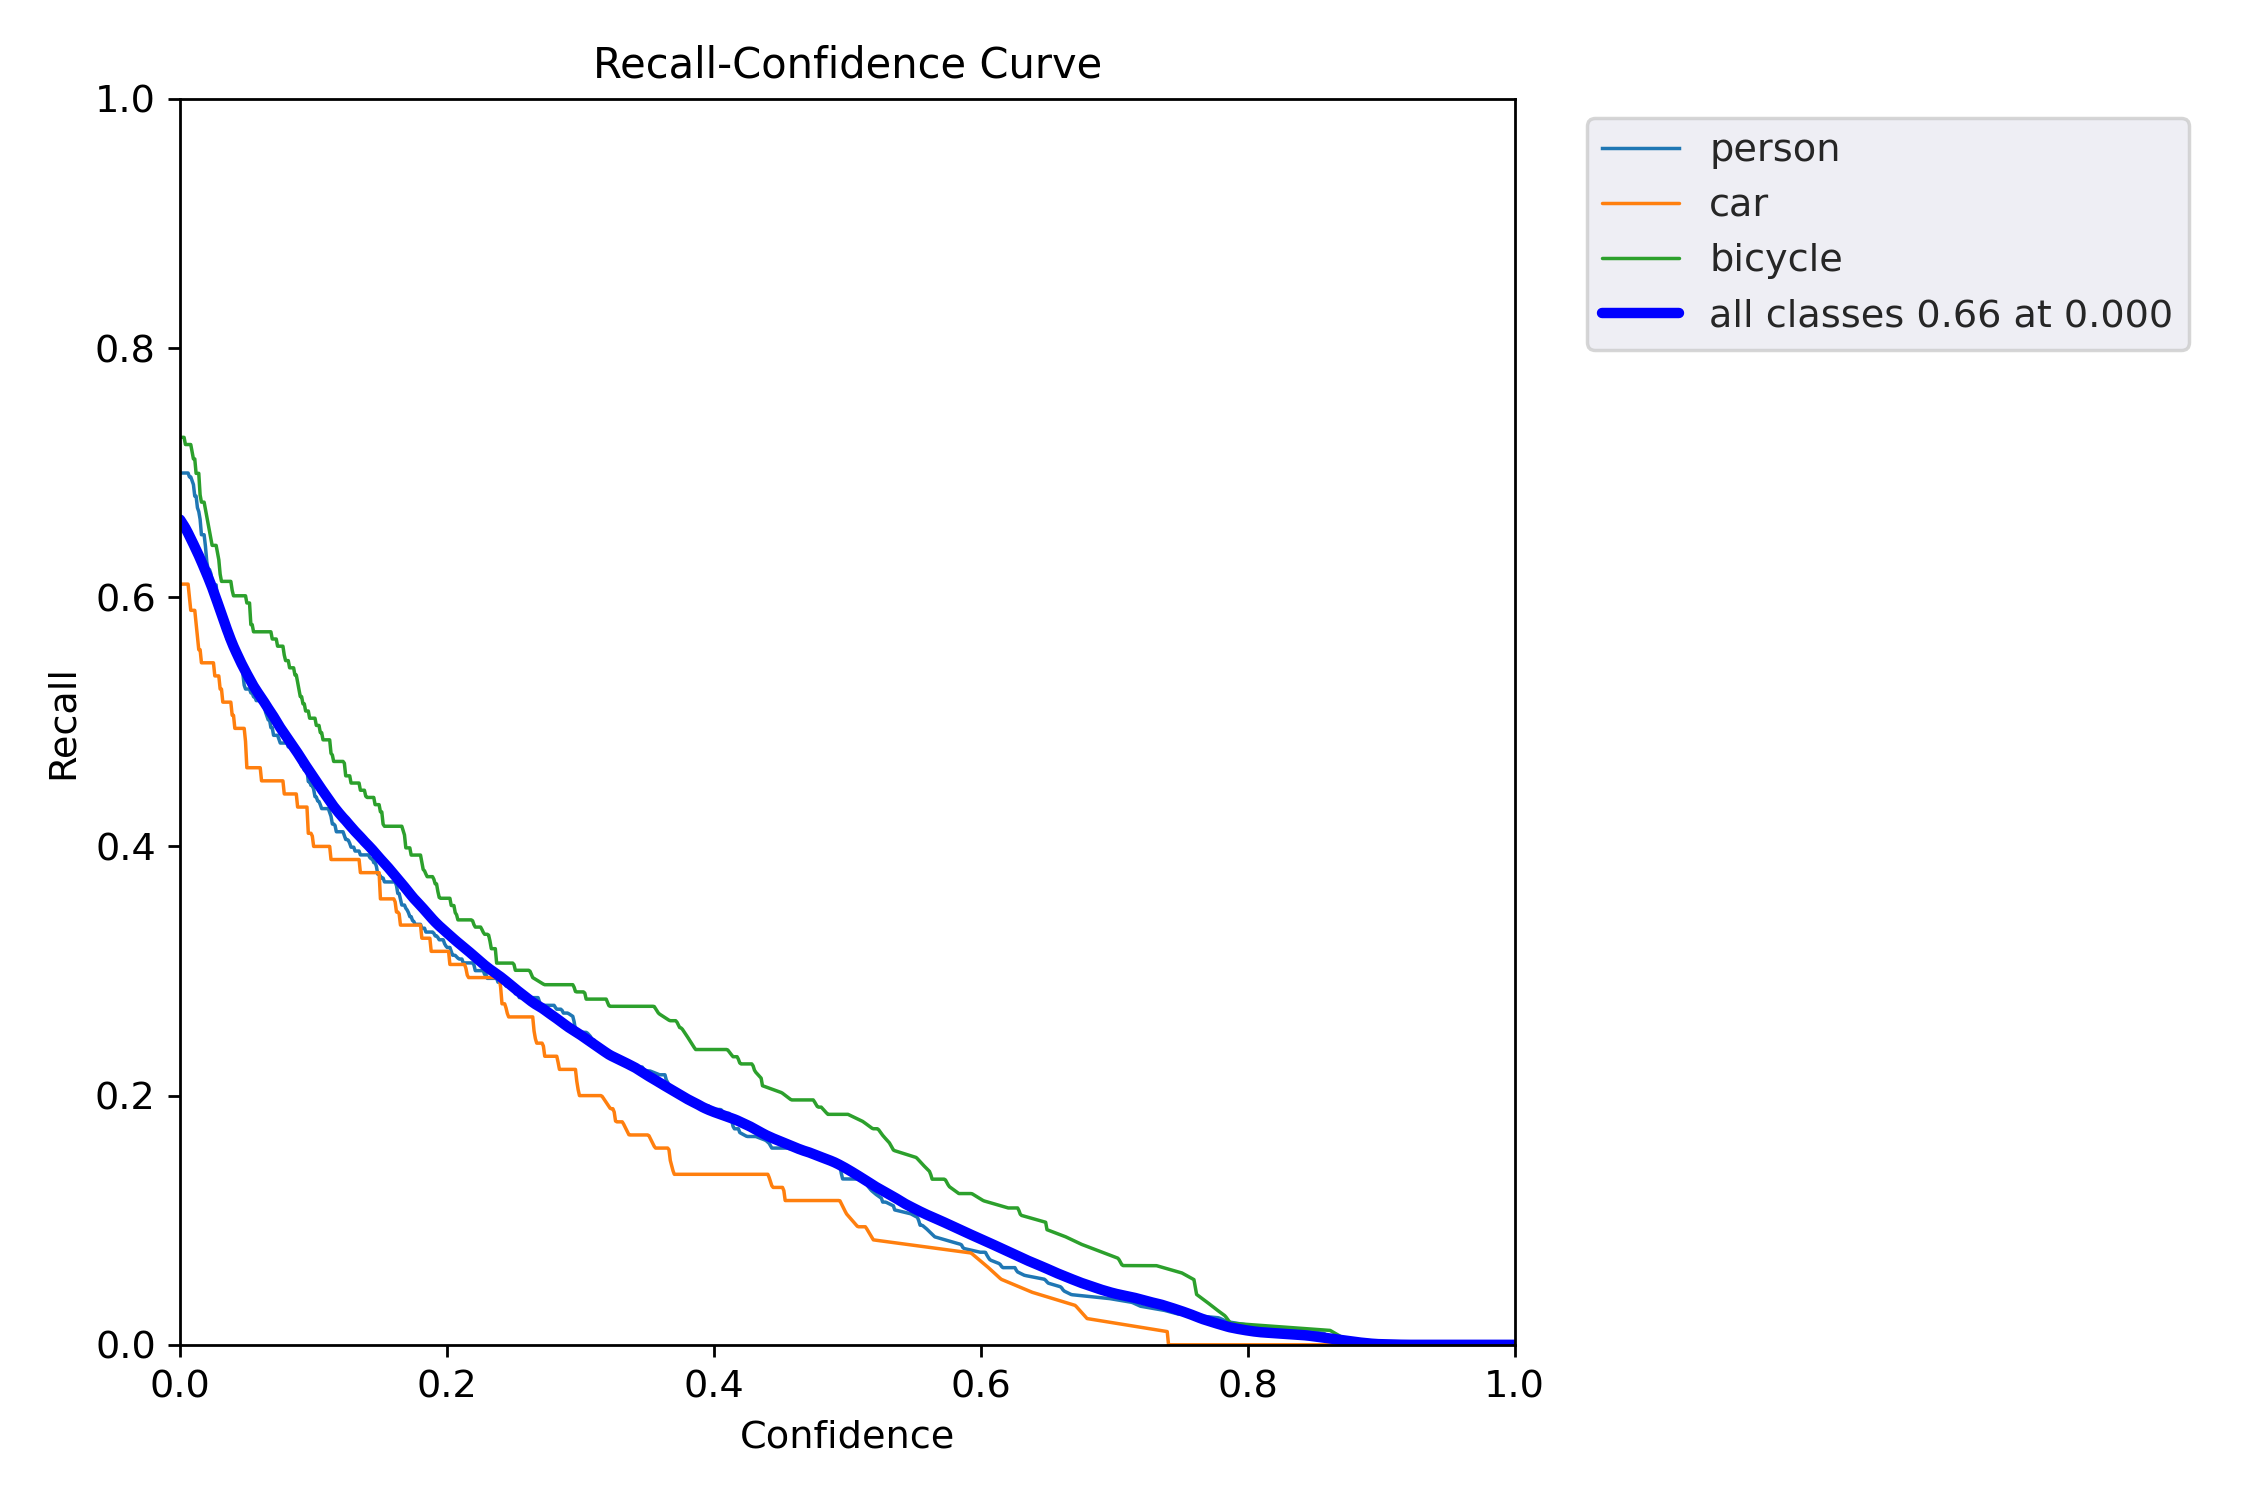 Recall-Confidence Curve
1.0
0.8
0.6
0.4
0.2
0.0
Recall
0.0 0.2 0.4 0.6 0.8 1.0
Confidence
person
car
bicycle
all classes 0.66 at 0.000